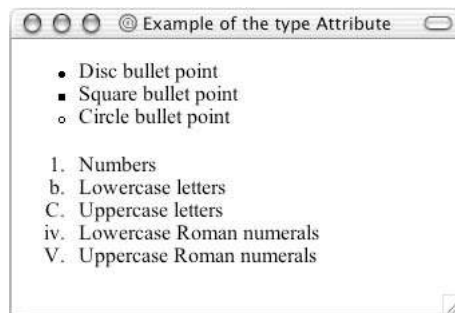 Example of the type Attribute
• Disc bullet point
▪ Square bullet point
○ Circle bullet point
1. Numbers
b. Lowercase letters
C. Uppercase letters
iv. Lowercase Roman numerals
V. Uppercase Roman numerals